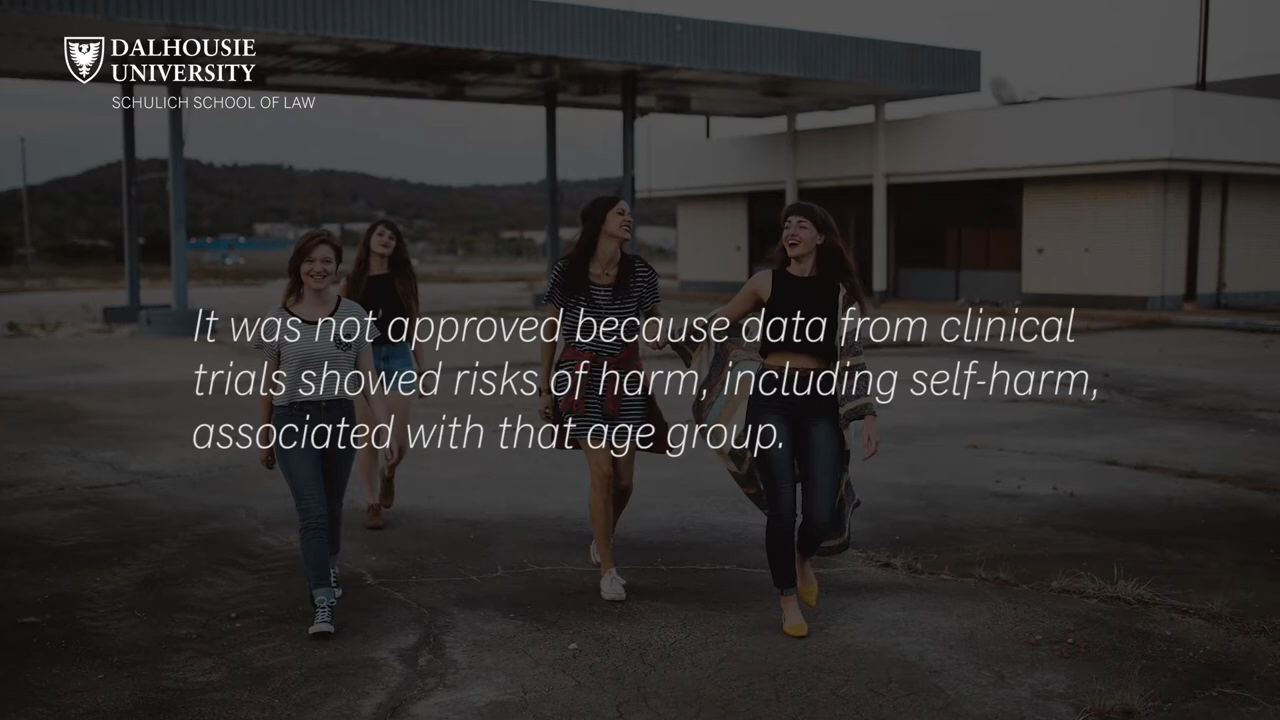 DALHOUSIE
UNIVERSITY
SCHULICH SCHOOL OF LAW
It was not approved because data from clinical
trials showed risks of harm, including self-harm,
associated with that age group.